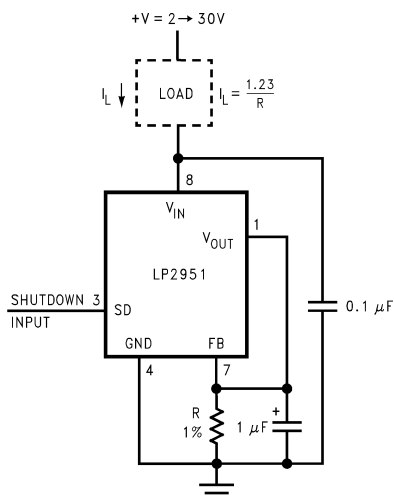 +V = 2→30V
I_L ↓ LOAD I_L = 1.23/R
8
V_IN
1
V_OUT
LP2951
SHUTDOWN 3
INPUT
SD
0.1 µF
GND FB
4 7
R
1%
+
1 µF